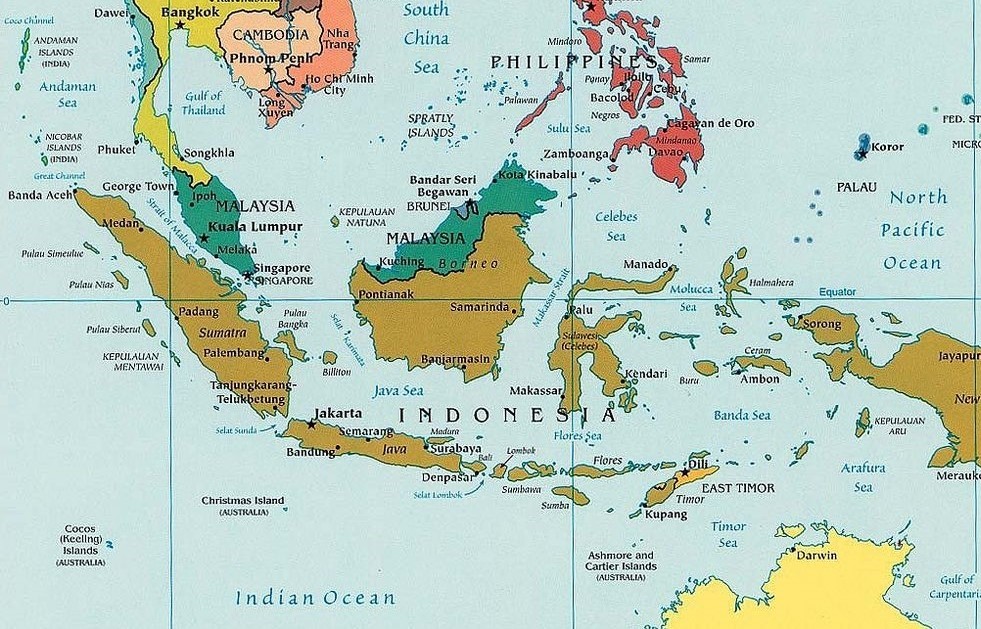 Coco Channel
Dawei
Bangkok
South
China
Sea
ANDAMAN
ISLANDS
(INDIA)
Andaman
Sea
CAMBODIA
Phnom Penh
Nha
Trang
Ho Chi Minh
City
Long
Xuyen
Gulf of
Thailand
Mindoro
PHILIPPINES
Samar
Panay
Iloilo
Cebu
Bacolod
Palawan
Negros
SPRATLY
ISLANDS
Sulu Sea
Cagayan de Oro
Mindanao
Davao
Zamboanga
FED. ST
MICRO
Koror
PALAU
North
Pacific
Ocean
NICOBAR
ISLANDS
(INDIA)
Phuket
Songkhla
Great Channel
Banda Aceh
George Town
Ipoh
MALAYSIA
Kuala Lumpur
Melaka
Strait of Malacca
Medan
Singapore
SINGAPORE
KEPULAUAN
NATUNA
Bandar Seri
Begawan
BRUNEI
Kota Kinabalu
MALAYSIA
Kuching
Borneo
Celebes
Sea
Pulau Simeulue
Pulau Nias
0
Pontianak
Samarinda
Makassar Strait
Manado
Molucca
Sea
Halmahera
Equator
Padang
Sumatra
Pulau
Bangka
Selat Karimata
Palu
Sulawesi
(Celebes)
Sorong
Pulau Siberut
KEPULAUAN
MENTAWAI
Palembang
Billiton
Banjarmasin
Kendari
Buru
Ceram
Ambon
Jayapur
New
Tanjungkarang-
Telukbetung
Java Sea
Makassar
Jakarta
INDONESIA
Banda Sea
KEPULAUAN
ARU
Selat Sunda
Semarang
Madura
Surabaya
Flores Sea
Bandung
Java
Bali
Lombok
Flores
Dili
Arafura
Sea
Merauke
Denpasar
Selat Lombok
Sumbawa
Sumba
EAST TIMOR
Timor
Kupang
Christmas Island
(AUSTRALIA)
Cocos
(Keeling)
Islands
(AUSTRALIA)
Timor
Sea
Ashmore and
Cartier Islands
(AUSTRALIA)
Darwin
Gulf of
Carpentaria
Indian Ocean